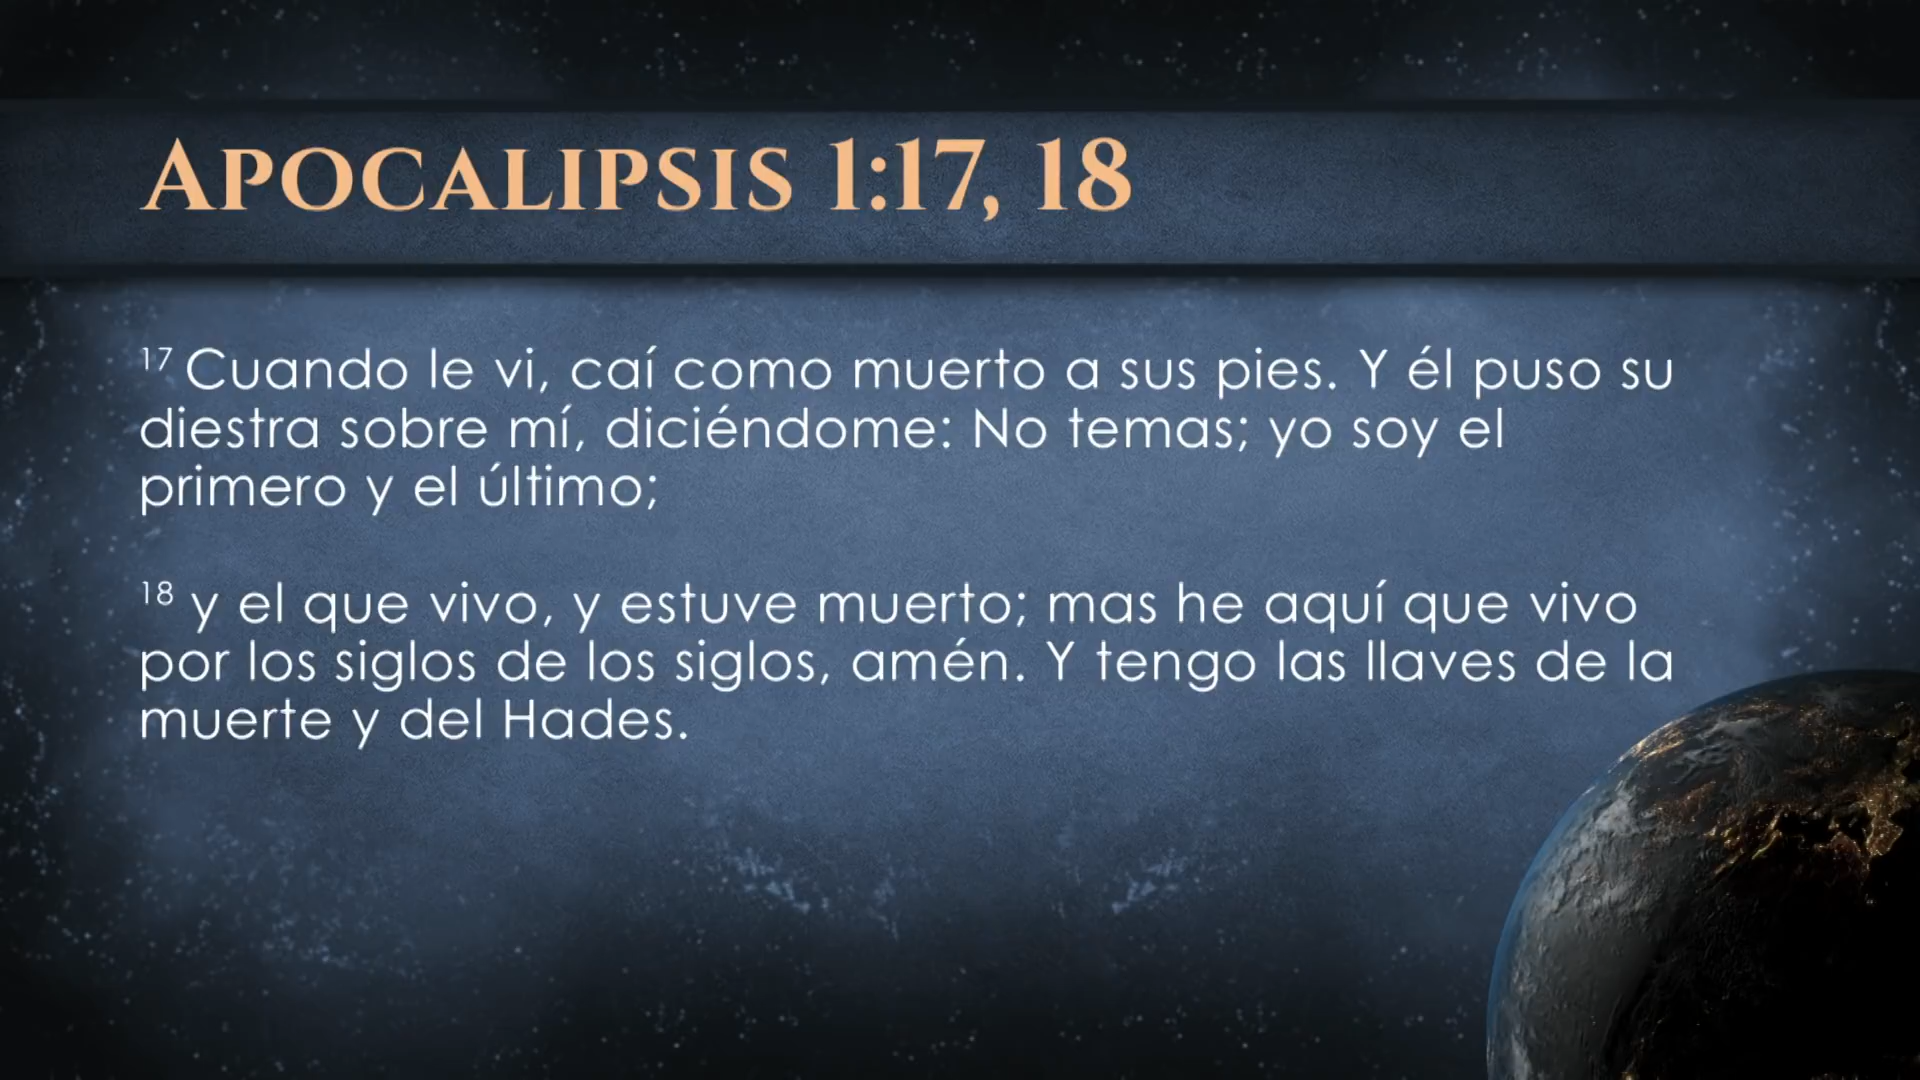 Apocalipsis 1:17, 18
17 Cuando le vi, caí como muerto a sus pies. Y él puso su
diestra sobre mí, diciéndome: No temas; yo soy el
primero y el último;
18 y el que vivo, y estuve muerto; mas he aquí que vivo
por los siglos de los siglos, amén. Y tengo las llaves de la
muerte y del Hades.